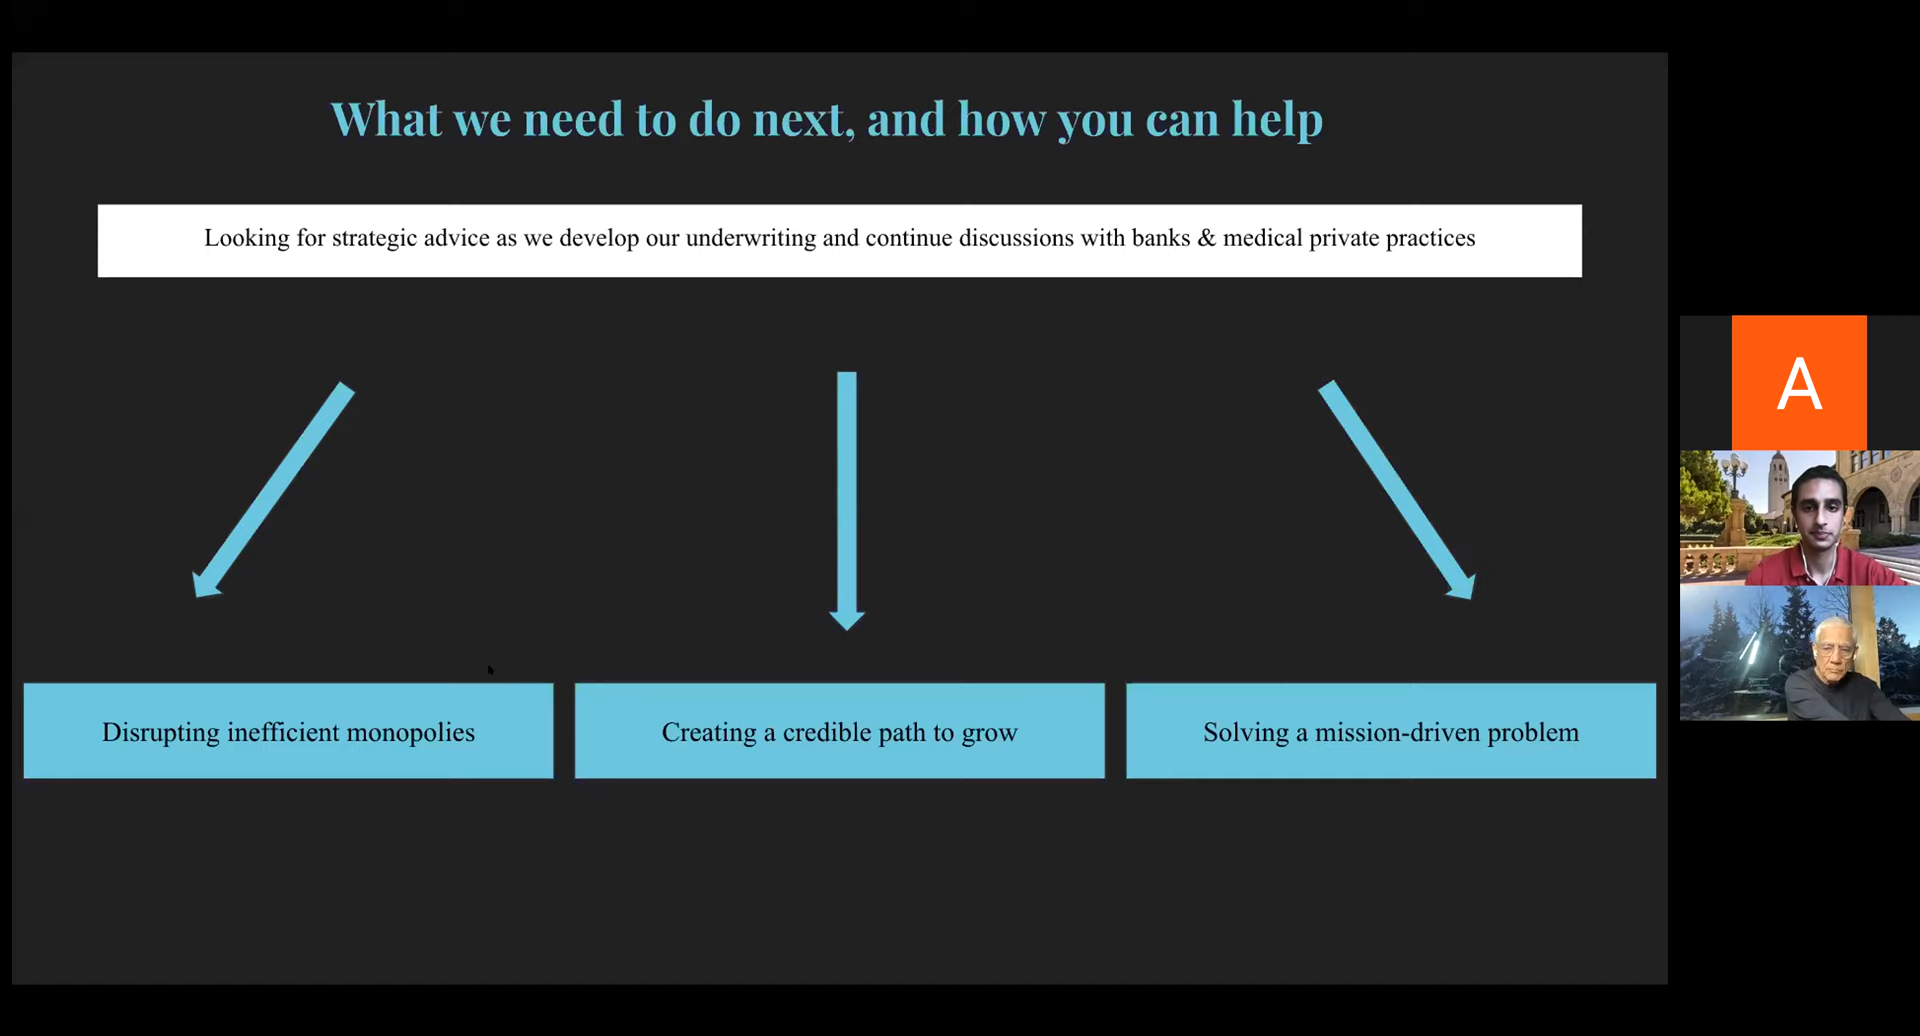 What we need to do next, and how you can help
Looking for strategic advice as we develop our underwriting and continue discussions with banks & medical private practices
A
Disrupting inefficient monopolies
Creating a credible path to grow
Solving a mission-driven problem